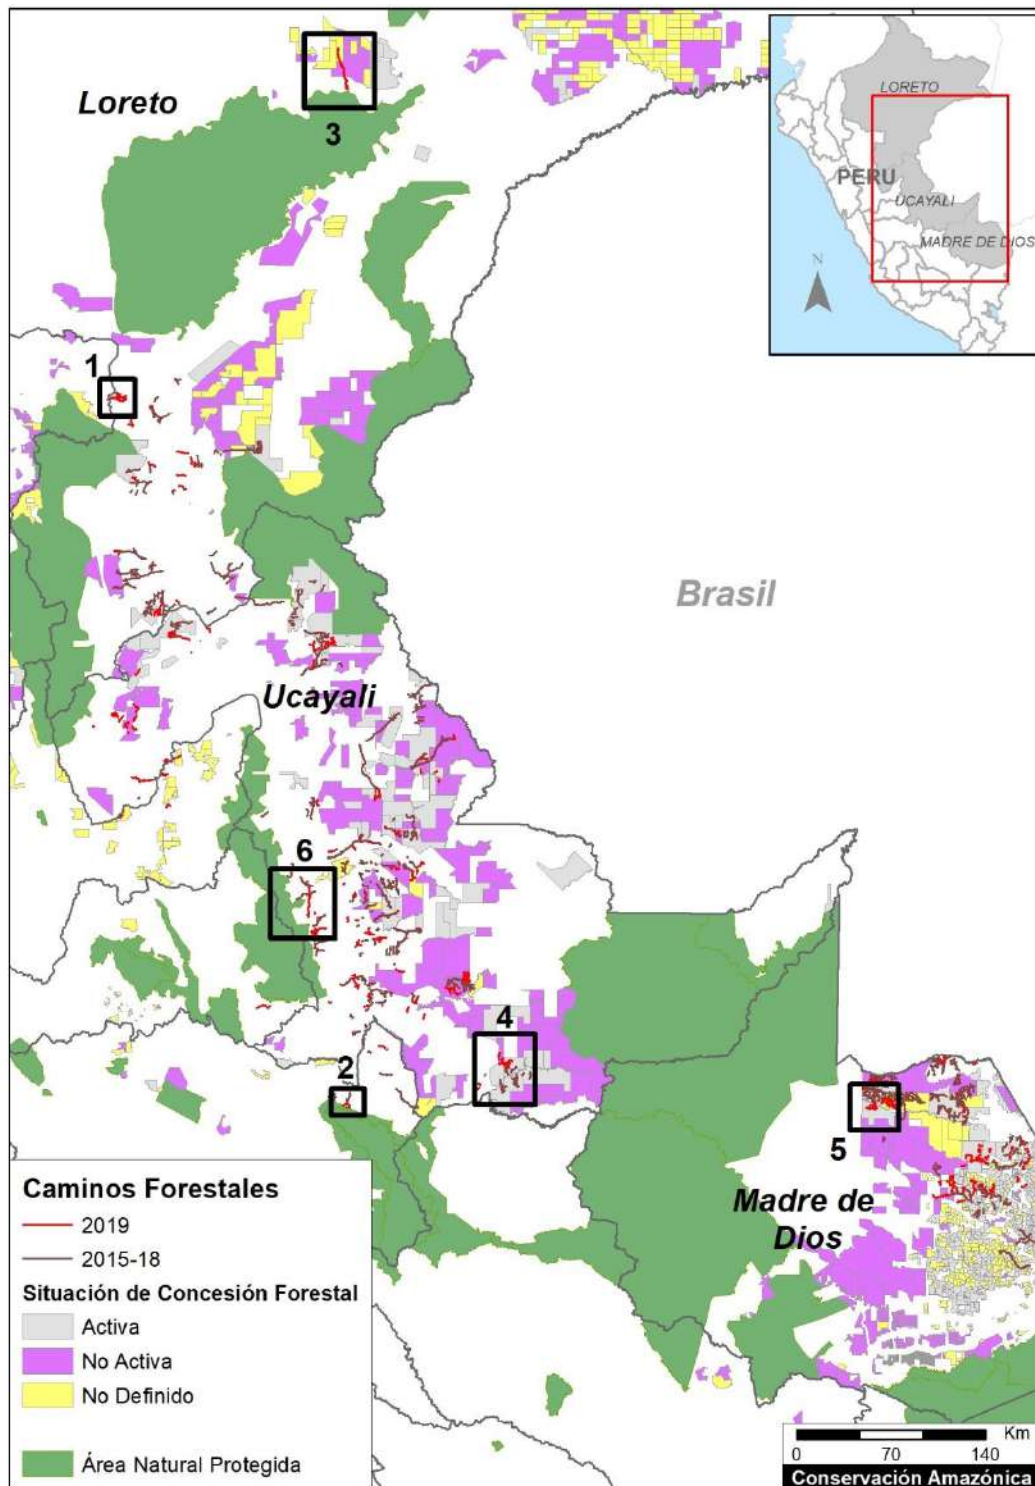 Loreto
3
LORETO
PERU
UCAYALI
MADRE DE DIOS
N
1
Brasil
Ucayali
6
4
2
5
Madre de
Dios
Caminos Forestales
2019
2015-18
Situación de Concesión Forestal
Activa
No Activa
No Definido
Área Natural Protegida
Km
0 70 140
Conservación Amazónica